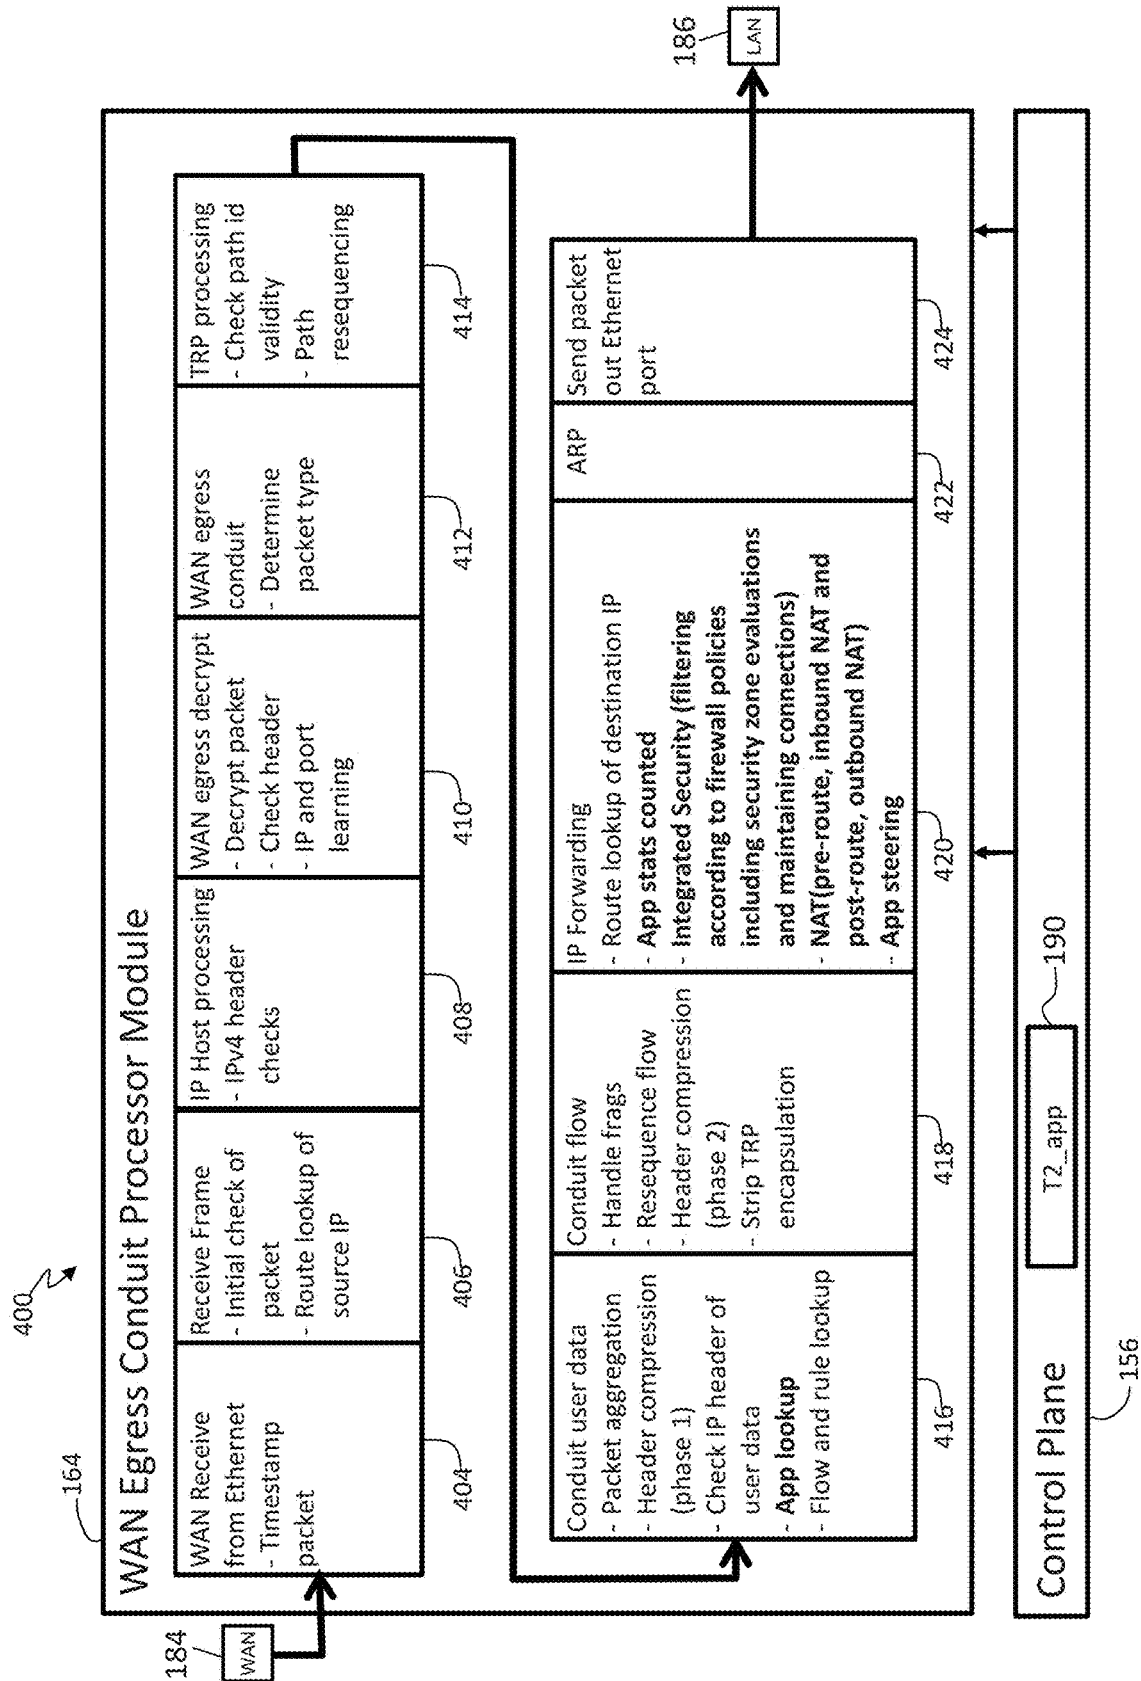 400
164
WAN Egress Conduit Processor Module
184
WAN
WAN Receive
from Ethernet
- Timestamp
packet
404
Receive Frame
- Initial check of
packet
- Route lookup of
source IP
406
IP Host processing
- IPv4 header
checks
408
WAN egress decrypt
- Decrypt packet
- Check header
- IP and port
learning
410
WAN egress
conduit
- Determine
packet type
412
TRP processing
- Check path id
validity
- Path
resequencing
414
Conduit user data
- Packet aggregation
- Header compression
(phase 1)
- Check IP header of
user data
- App lookup
- Flow and rule lookup
416
Conduit flow
- Handle frags
- Resequence flow
- Header compression
(phase 2)
- Strip TRP
encapsulation
418
IP Forwarding
- Route lookup of destination IP
- App stats counted
- Integrated Security (filtering
according to firewall policies
including security zone evaluations
and maintaining connections)
- NAT(pre-route, inbound NAT and
post-route, outbound NAT)
- App steering
420
ARP
422
Send packet
out Ethernet
port
424
186
LAN
Control Plane
T2_app
190
156